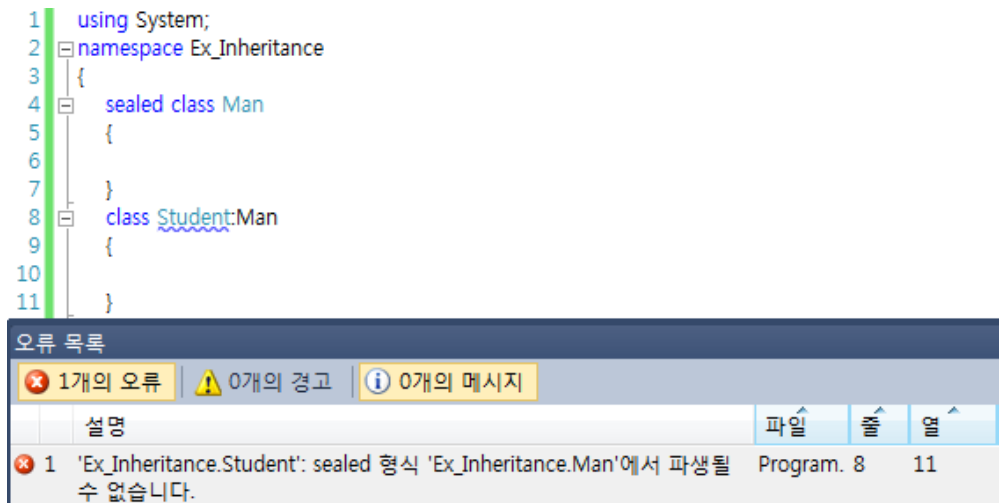 1 using System;
2 namespace Ex_Inheritance
3 {
4 sealed class Man
5 {
6
7 }
8 class Student:Man
9 {
10
11 }
오류 목록
1개의 오류 0개의 경고 0개의 메시지
설명 파일 줄 열
1 'Ex_Inheritance.Student': sealed 형식 'Ex_Inheritance.Man'에서 파생될 Program. 8 11
수 없습니다.